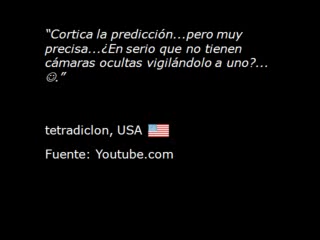 “Cortica la predicción...pero muy
precisa...¿En serio que no tienen
cámaras ocultas vigilándolo a uno?...
☺.”
tetradiclon, USA
Fuente: Youtube.com